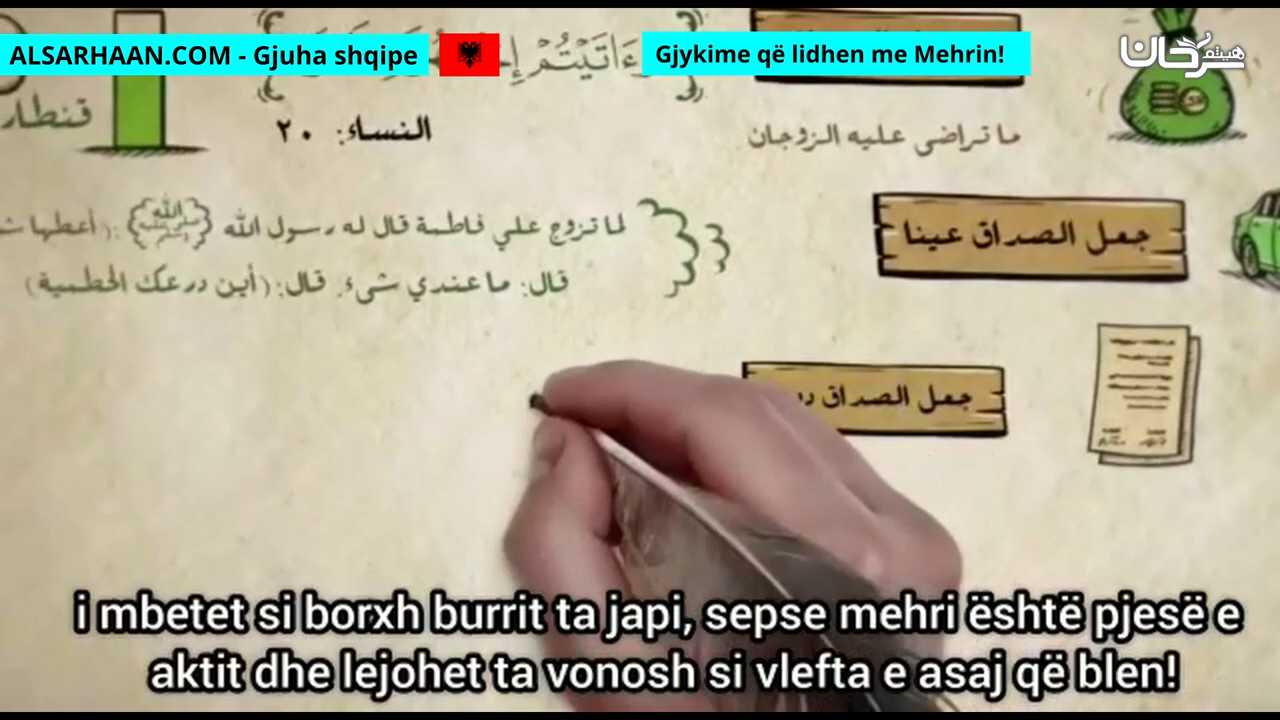 ALSARHAAN.COM - Gjuha shqipe
Gjykime që lidhen me Mehrin!
قنطار
النساء: ٢٠
ما تراضى عليه الزوجان
جعل الصداق عينا
لما تزوج علي فاطمة قال له رسول الله ﷺ: (أعطها
قال: ما عندي شيء. قال: (أين درعك الحطمية)
جعل الصداق
i mbetet si borxh burrit ta japi, sepse mehri është pjesë e
aktit dhe lejohet ta vonosh si vlefta e asaj që blen!